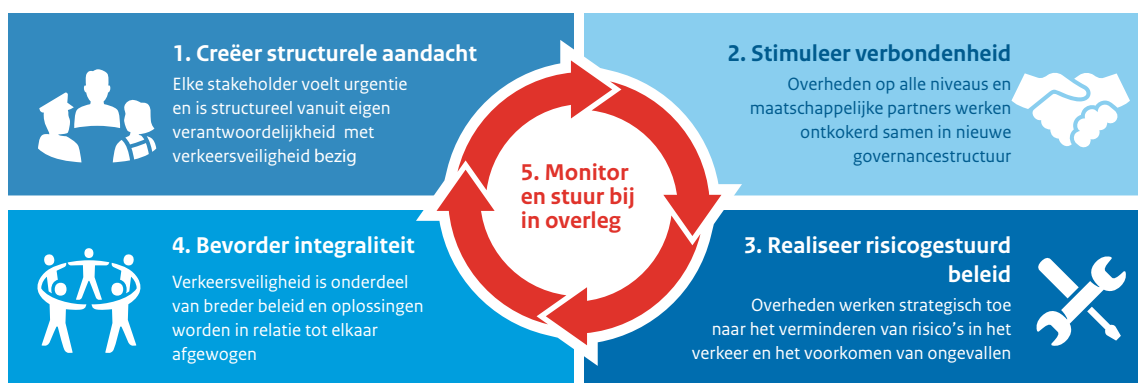 1. Creëer structurele aandacht
Elke stakeholder voelt urgentie
en is structureel vanuit eigen
verantwoordelijkheid met
verkeersveiligheid bezig
2. Stimuleer verbondenheid
Overheden op alle niveaus en
maatschappelijke partners werken
ontkokerd samen in nieuwe
governancestructuur
3. Realiseer risicogestuurd
beleid
Overheden werken strategisch toe
naar het verminderen van risico's in het
verkeer en het voorkomen van ongevallen
4. Bevorder integraliteit
Verkeersveiligheid is onderdeel
van breder beleid en oplossingen
worden in relatie tot elkaar
afgewogen
5. Monitor
en stuur bij
in overleg